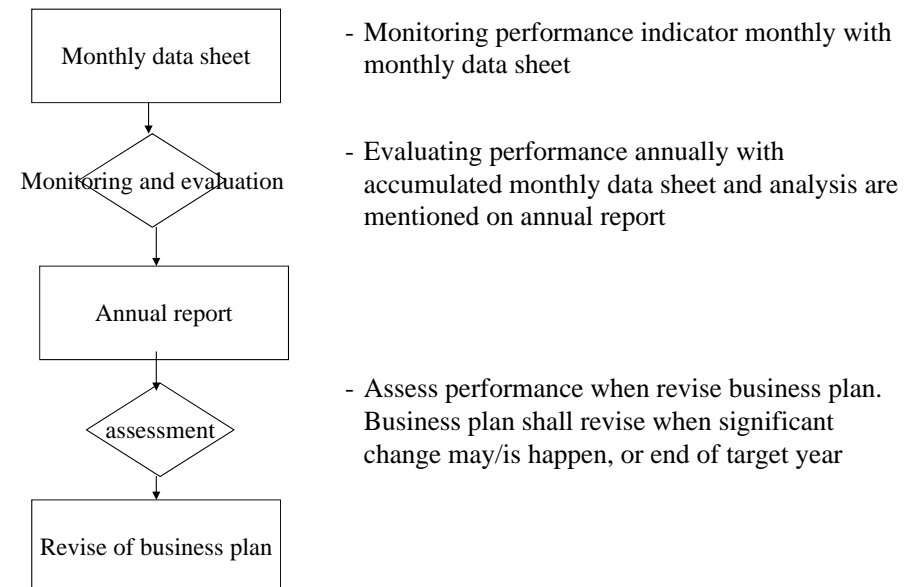 Monthly data sheet
- Monitoring performance indicator monthly with
monthly data sheet
Monitoring and evaluation
- Evaluating performance annually with
accumulated monthly data sheet and analysis are
mentioned on annual report
Annual report
assessment
- Assess performance when revise business plan.
Business plan shall revise when significant
change may/is happen, or end of target year
Revise of business plan